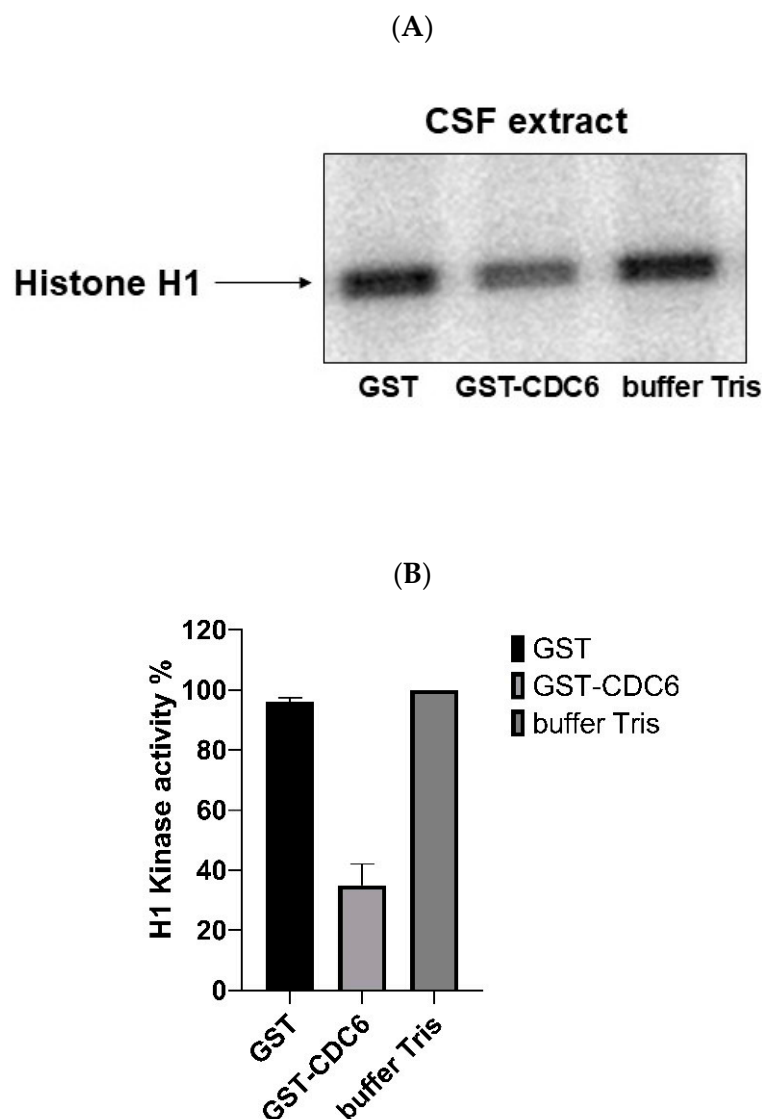 (A)
CSF extract
Histone H1
GST GST-CDC6 buffer Tris
(B)
H1 Kinase activity %
120
100
80
60
40
20
0
GST
GST-CDC6
buffer Tris
GST
GST-CDC6
buffer Tris